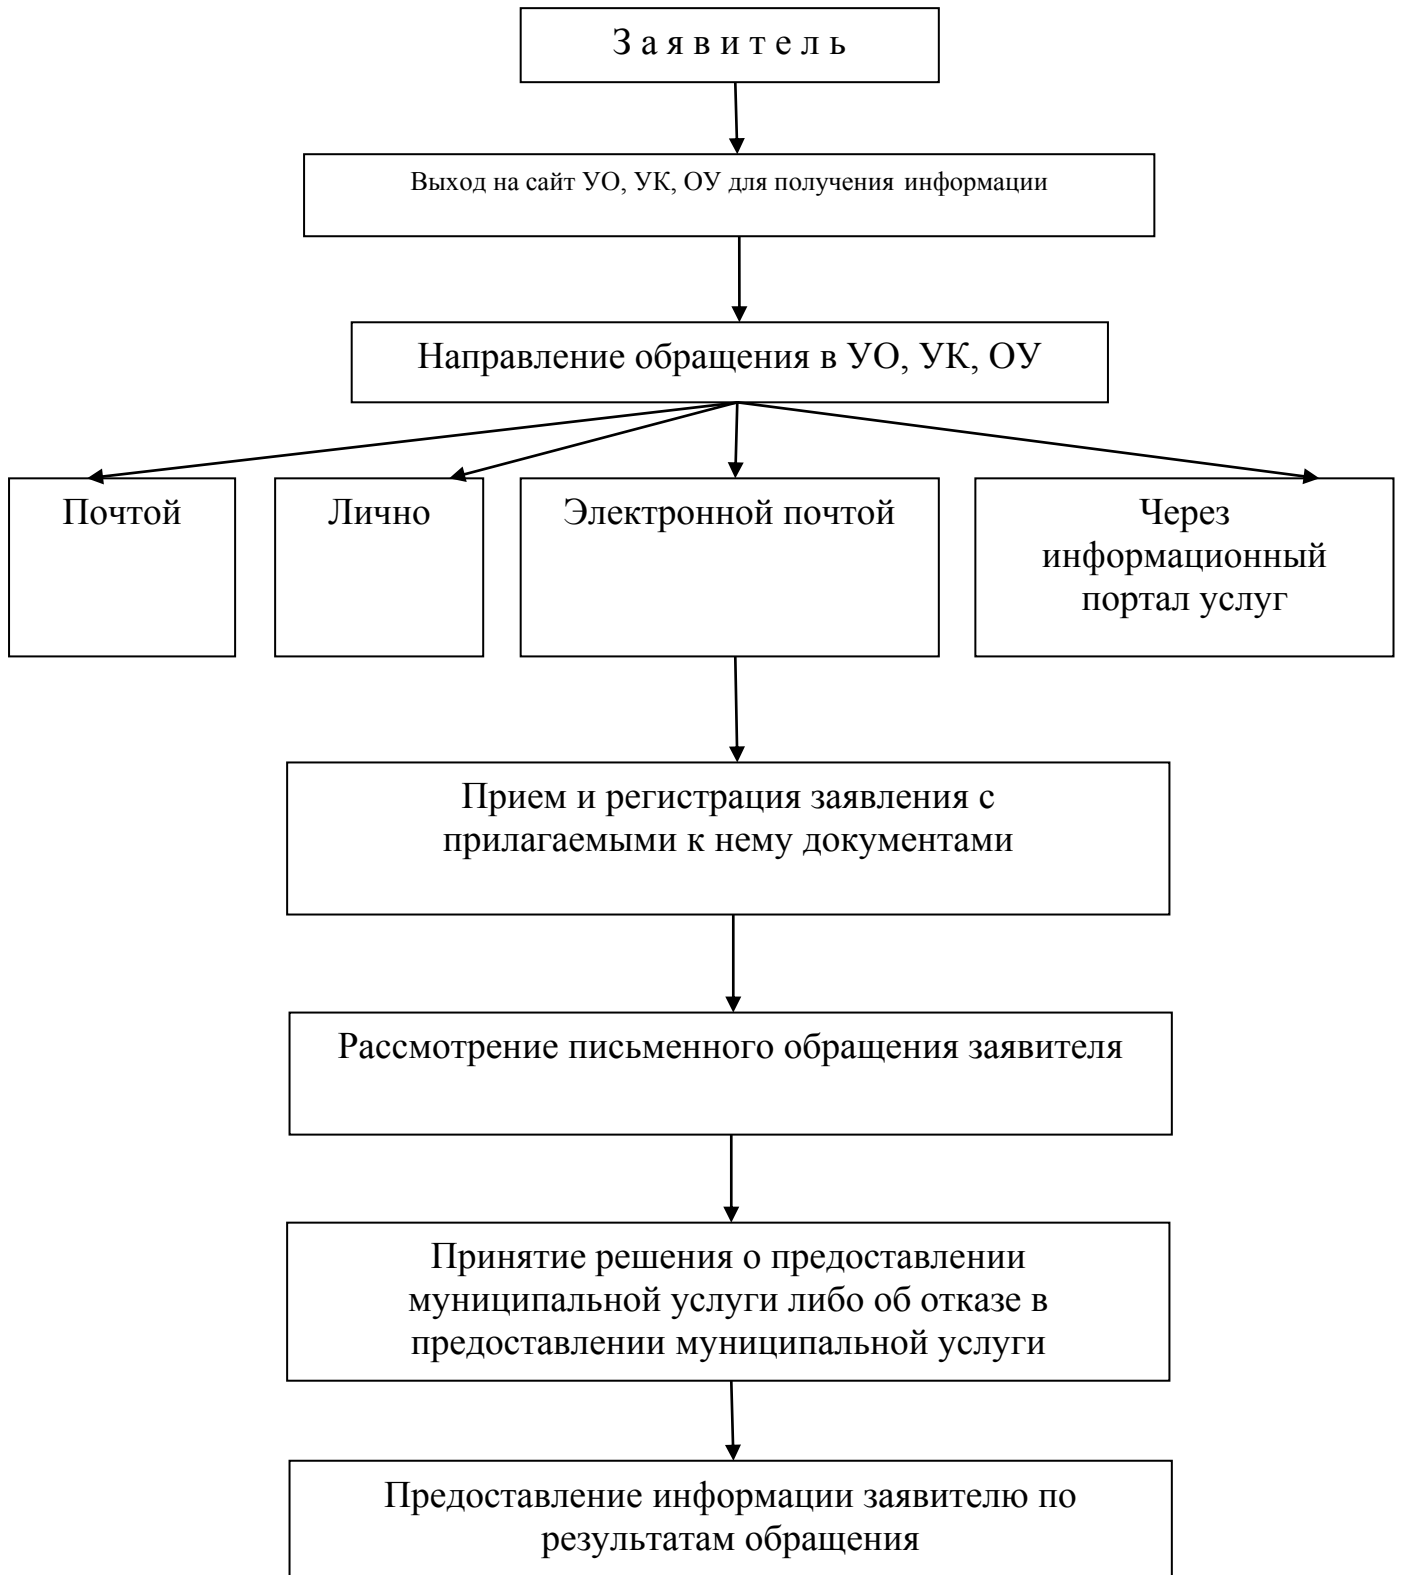 З а я в и т е л ь
Выход на сайт УО, УК, ОУ для получения информации
Направление обращения в УО, УК, ОУ
Почтой
Лично
Электронной почтой
Через
информационный
портал услуг
Прием и регистрация заявления с
прилагаемыми к нему документами
Рассмотрение письменного обращения заявителя
Принятие решения о предоставлении
муниципальной услуги либо об отказе в
предоставлении муниципальной услуги
Предоставление информации заявителю по
результатам обращения